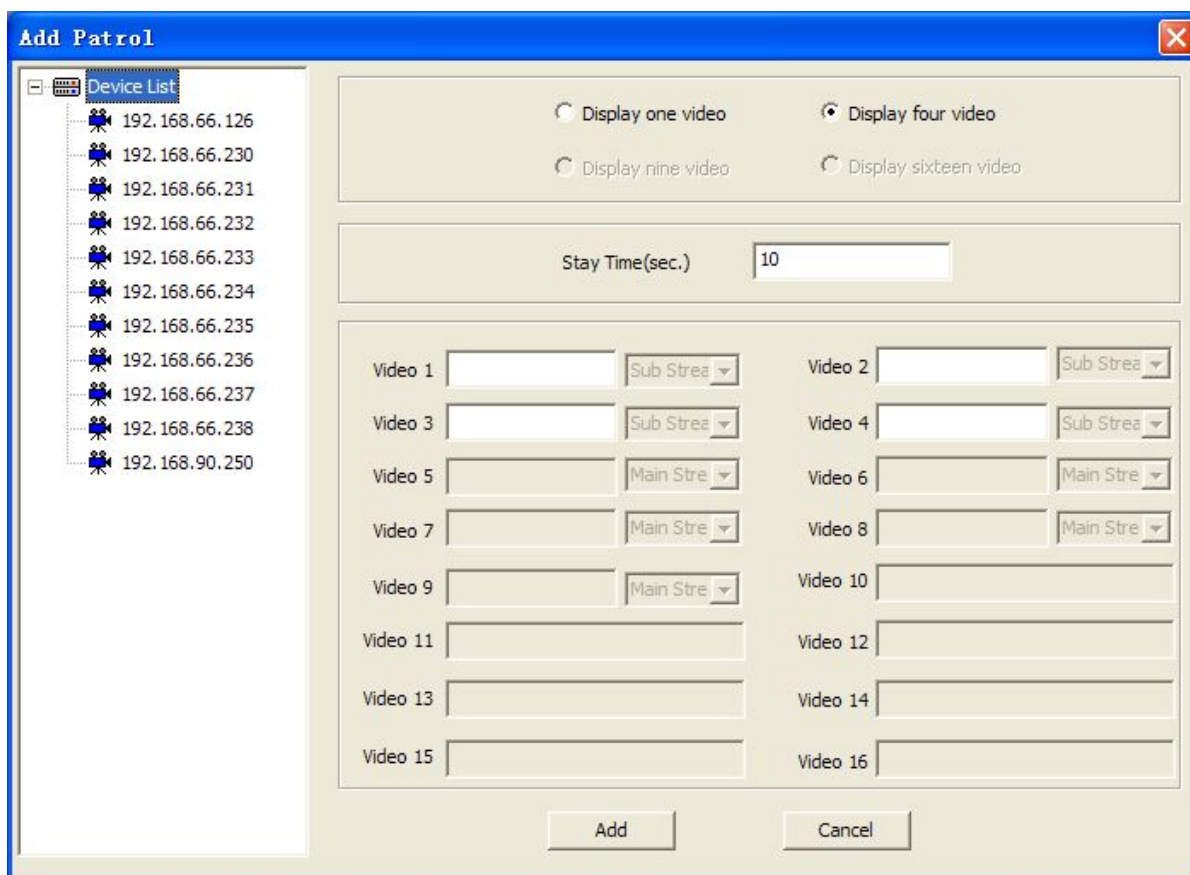 Add Patrol
Device List
192.168.66.126
192.168.66.230
192.168.66.231
192.168.66.232
192.168.66.233
192.168.66.234
192.168.66.235
192.168.66.236
192.168.66.237
192.168.66.238
192.168.90.250
Display one video Display four video
Display nine video Display sixteen video
Stay Time(sec.) 10
Video 1 Sub Strea Video 2 Sub Strea
Video 3 Sub Strea Video 4 Sub Strea
Video 5 Main Stre Video 6 Main Stre
Video 7 Main Stre Video 8 Main Stre
Video 9 Main Stre Video 10
Video 11 Video 12
Video 13 Video 14
Video 15 Video 16
Add Cancel